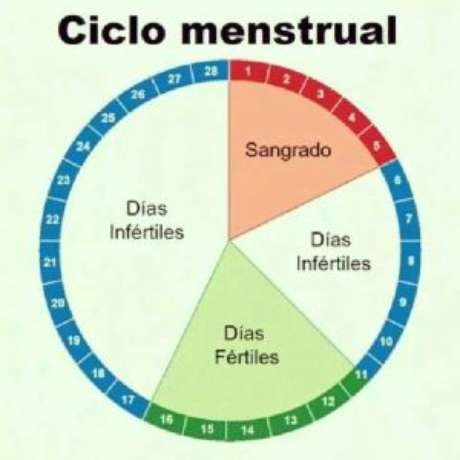 Ciclo menstrual
28 1 2 3 4 5 6 7 8 9 10 11 12 13 14 15 16 17 18 19 20 21 22 23 24 25 26 27
Sangrado
Días
Infértiles
Días
Infértiles
Días
Fértiles